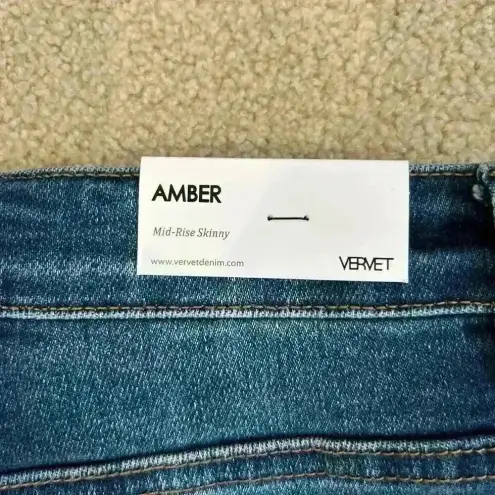 AMBER
Mid-Rise Skinny
www.vervetdenim.com
VERVET